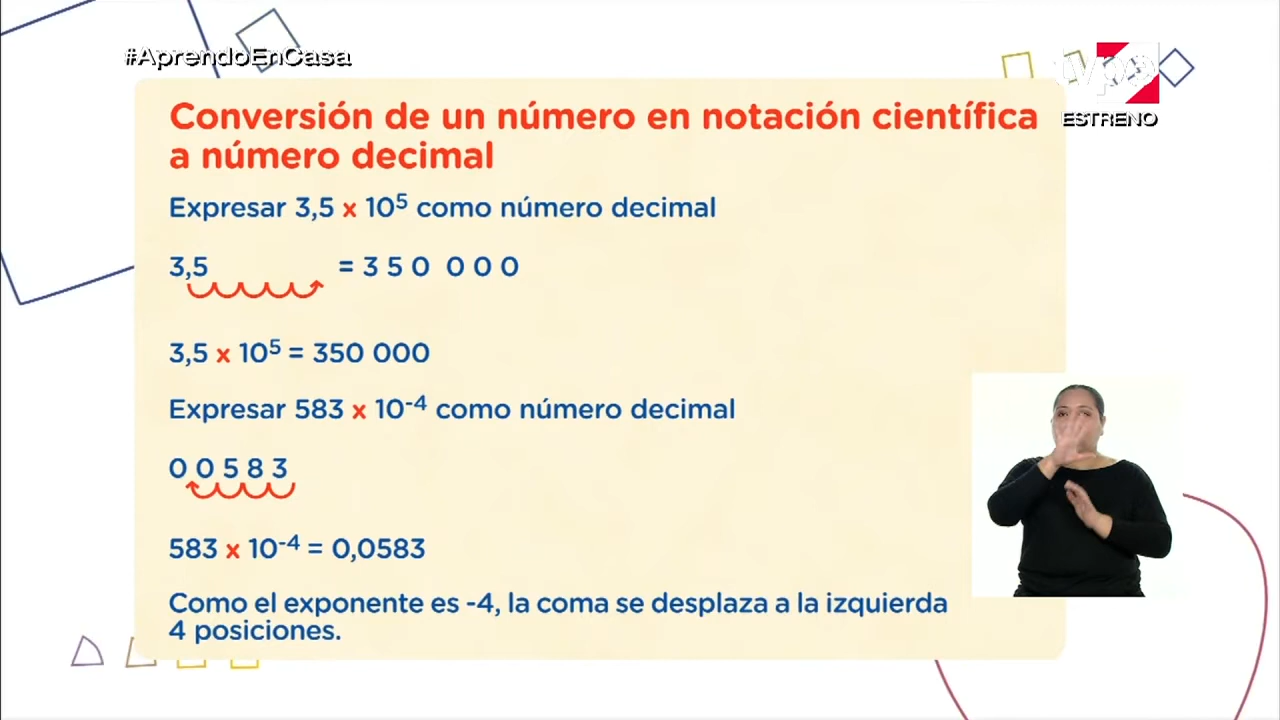 #AprendoEnCasa
tvpe
ESTRENO
Conversión de un número en notación científica
a número decimal
Expresar 3,5 x 10⁵ como número decimal
3,5 = 3 5 0 0 0 0
3,5 x 10⁵ = 350 000
Expresar 583 x 10⁻⁴ como número decimal
0 0 5 8 3
583 x 10⁻⁴ = 0,0583
Como el exponente es -4, la coma se desplaza a la izquierda
4 posiciones.